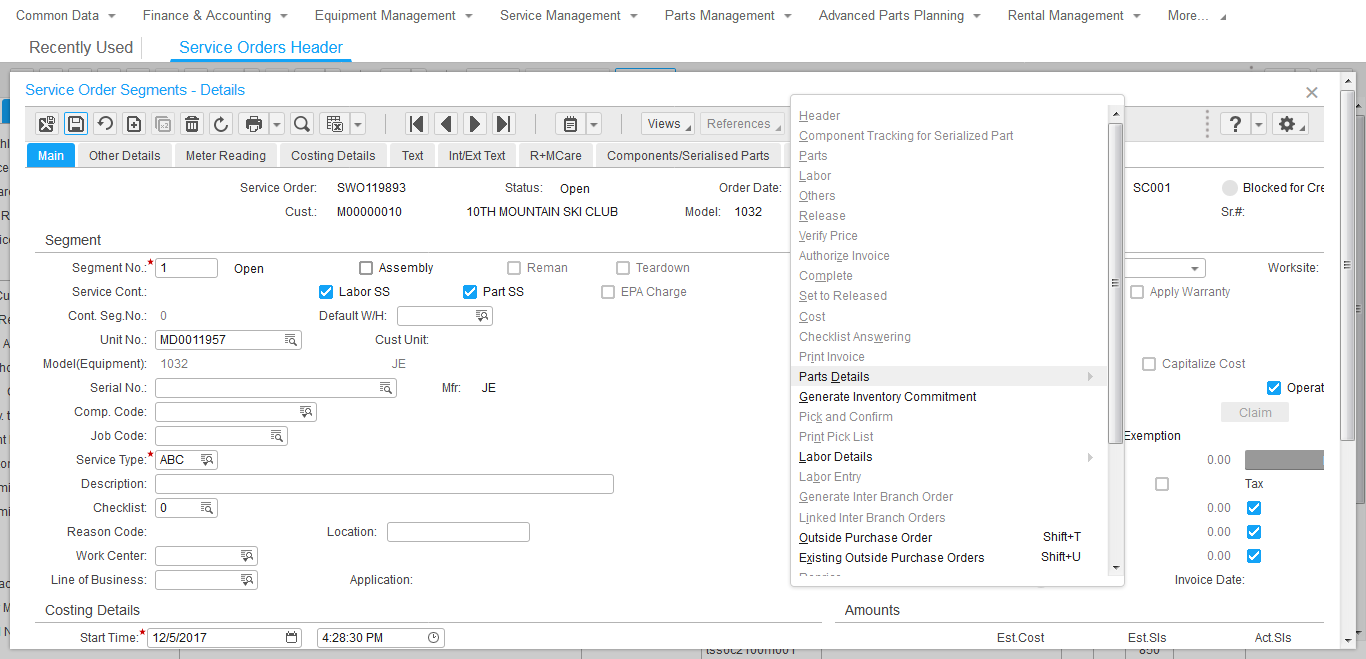 Common Data Finance & Accounting Equipment Management Service Management Parts Management Advanced Parts Planning Rental Management More...
Recently Used Service Orders Header
Service Order Segments - Details
Views References
Main Other Details Meter Reading Costing Details Text Int/Ext Text R+MCare Components/Serialised Parts
Service Order: SWO119893 Status: Open Order Date: SC001 Blocked for Cre
Cust.: M00000010 10TH MOUNTAIN SKI CLUB Model: 1032 Sr.#:
Segment
Segment No.:* 1 Open Assembly Reman Teardown Worksite:
Service Cont.: Labor SS Part SS EPA Charge Apply Warranty
Cont. Seg.No.: 0 Default W/H:
Unit No.: MD0011957 Cust Unit:
Model(Equipment): 1032 JE Capitalize Cost
Serial No.: Mfr: JE Operat
Comp. Code: Claim
Job Code: Exemption
Service Type:* ABC 0.00
Description: Tax
Checklist: 0 0.00
Reason Code: Location: 0.00
Work Center: 0.00
Line of Business: Application: Invoice Date:
Costing Details Amounts
Start Time:* 12/5/2017 4:28:30 PM Est.Cost Est.Sls Act.Sls
Header
Component Tracking for Serialized Part
Parts
Labor
Others
Release
Verify Price
Authorize Invoice
Complete
Set to Released
Cost
Checklist Answering
Print Invoice
Parts Details
Generate Inventory Commitment
Pick and Confirm
Print Pick List
Labor Details
Labor Entry
Generate Inter Branch Order
Linked Inter Branch Orders
Outside Purchase Order Shift+T
Existing Outside Purchase Orders Shift+U